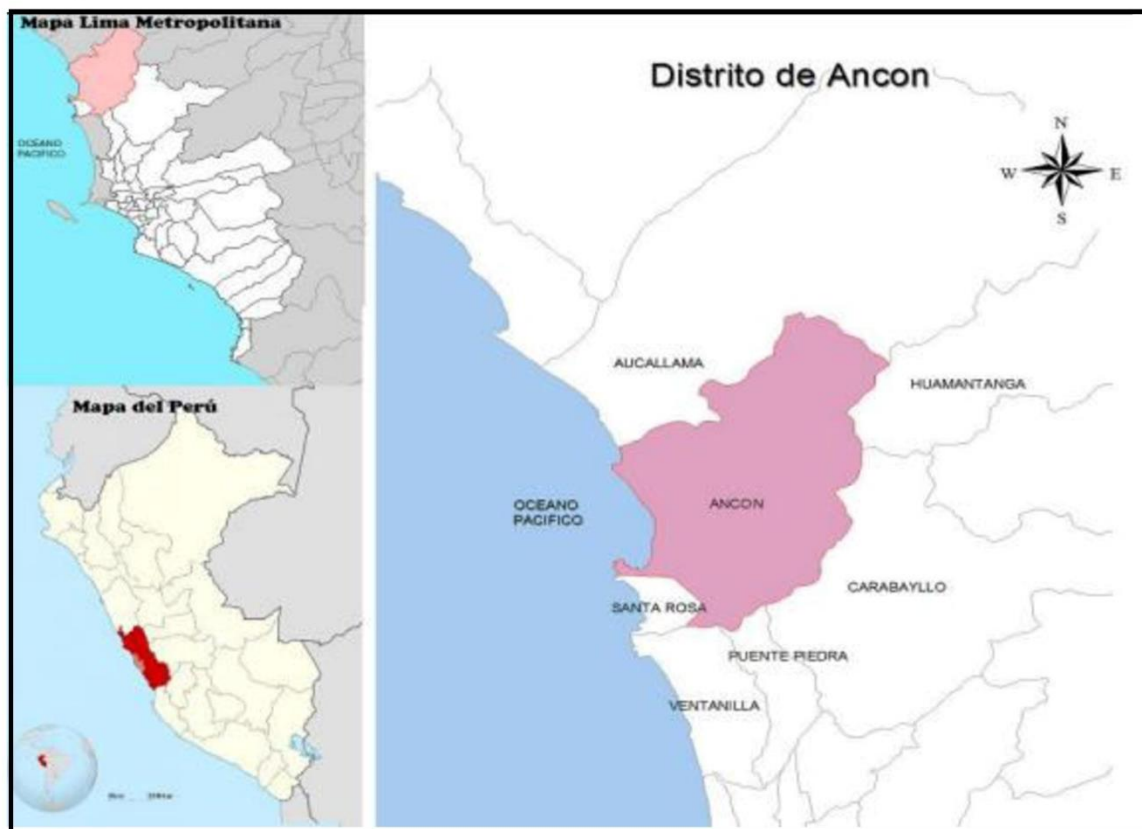 Mapa Lima Metropolitana
OCEANO
PACIFICO
Mapa del Perú
Distrito de Ancon
N
W
E
S
AUCALLAMA
HUAMANTANGA
OCEANO
PACIFICO
ANCON
CARABAYLLO
SANTA ROSA
PUENTE PIEDRA
VENTANILLA